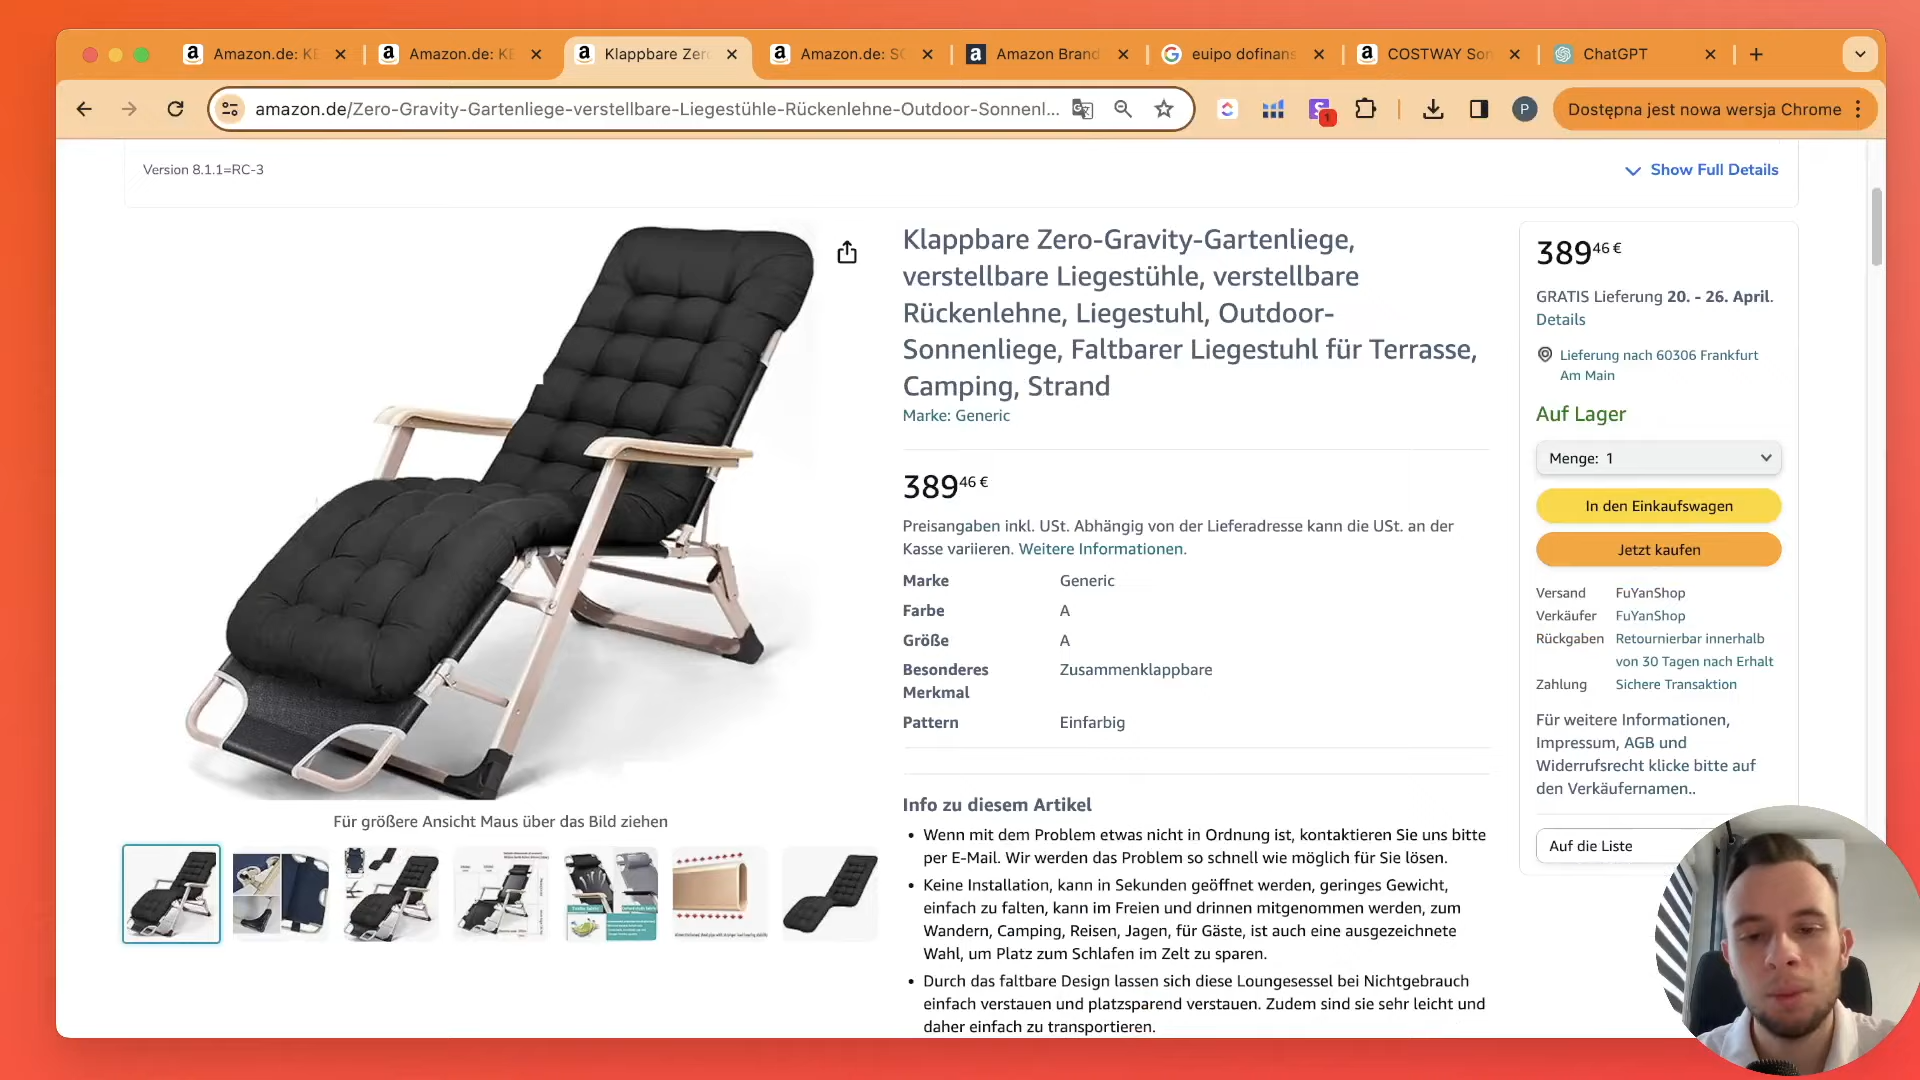 Amazon.de: KE
Amazon.de: KE
Klappbare Zero
Amazon.de: SO
Amazon Brand
euipo dofinans
COSTWAY Son
ChatGPT
amazon.de/Zero-Gravity-Gartenliege-verstellbare-Liegestühle-Rückenlehne-Outdoor-Sonnenl...
1
P
Dostępna jest nowa wersja Chrome
Version 8.1.1=RC-3
Show Full Details
Klappbare Zero-Gravity-Gartenliege,
verstellbare Liegestühle, verstellbare
Rückenlehne, Liegestuhl, Outdoor-
Sonnenliege, Faltbarer Liegestuhl für Terrasse,
Camping, Strand
Marke: Generic
389 46 €
Preisangaben inkl. USt. Abhängig von der Lieferadresse kann die USt. an der
Kasse variieren. Weitere Informationen.
Marke Generic
Farbe A
Größe A
Besonderes Zusammenklappbare
Merkmal
Pattern Einfarbig
Info zu diesem Artikel
• Wenn mit dem Problem etwas nicht in Ordnung ist, kontaktieren Sie uns bitte
per E-Mail. Wir werden das Problem so schnell wie möglich für Sie lösen.
• Keine Installation, kann in Sekunden geöffnet werden, geringes Gewicht,
einfach zu falten, kann im Freien und drinnen mitgenommen werden, zum
Wandern, Camping, Reisen, Jagen, für Gäste, ist auch eine ausgezeichnete
Wahl, um Platz zum Schlafen im Zelt zu sparen.
• Durch das faltbare Design lassen sich diese Loungesessel bei Nichtgebrauch
einfach verstauen und platzsparend verstauen. Zudem sind sie sehr leicht und
daher einfach zu transportieren.
Für größere Ansicht Maus über das Bild ziehen
389 46 €
GRATIS Lieferung 20. - 26. April.
Details
Lieferung nach 60306 Frankfurt
Am Main
Auf Lager
Menge: 1
In den Einkaufswagen
Jetzt kaufen
Versand FuYanShop
Verkäufer FuYanShop
Rückgaben Retournierbar innerhalb
von 30 Tagen nach Erhalt
Zahlung Sichere Transaktion
Für weitere Informationen,
Impressum, AGB und
Widerrufsrecht klicke bitte auf
den Verkäufernamen..
Auf die Liste